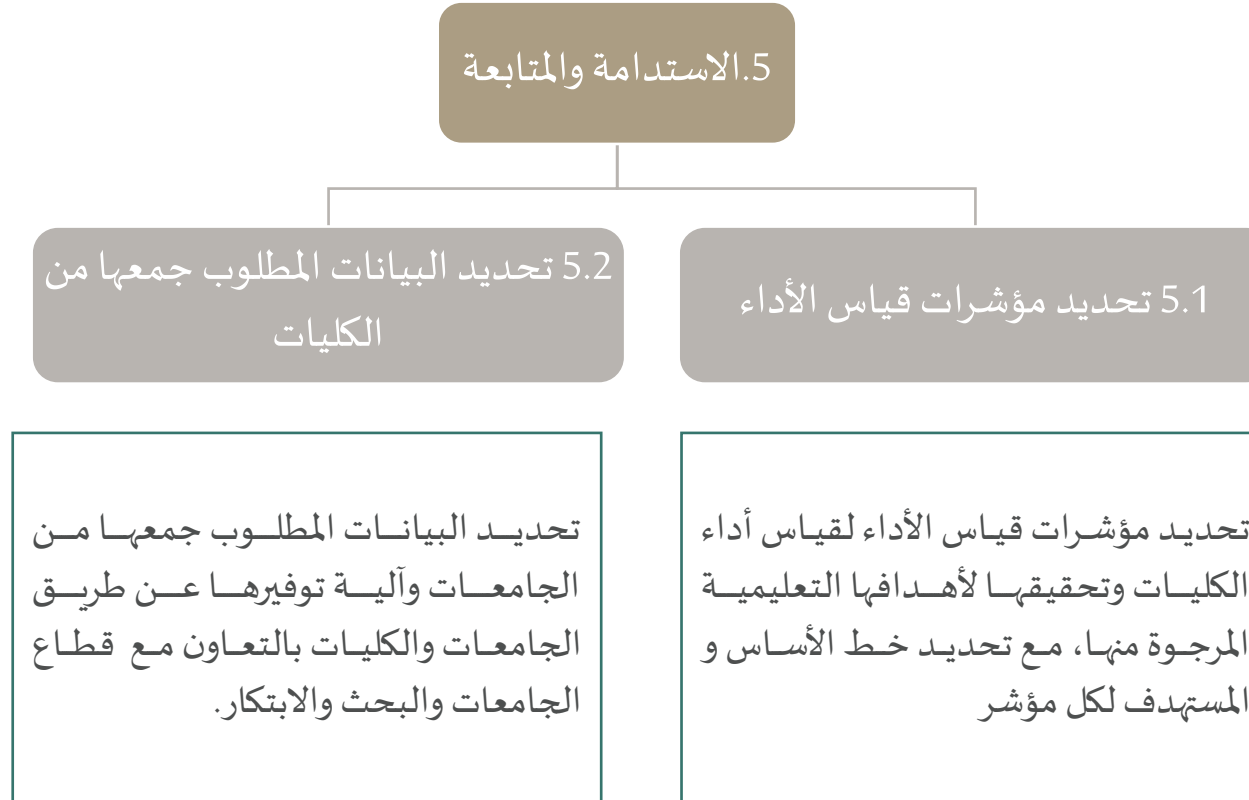 5.الاستدامة والمتابعة
5.1 تحديد مؤشرات قياس الأداء
5.2 تحديد البيانات المطلوب جمعها من
الكليات
تحديد مؤشرات قياس الأداء لقياس أداء
الكليات وتحقيقها لأهدافها التعليمية
المرجوة منها، مع تحديد خط الأساس و
المستهدف لكل مؤشر
تحديد البيانات المطلوب جمعها من
الجامعات وآلية توفيرها عن طريق
الجامعات والكليات بالتعاون مع قطاع
الجامعات والبحث والابتكار.